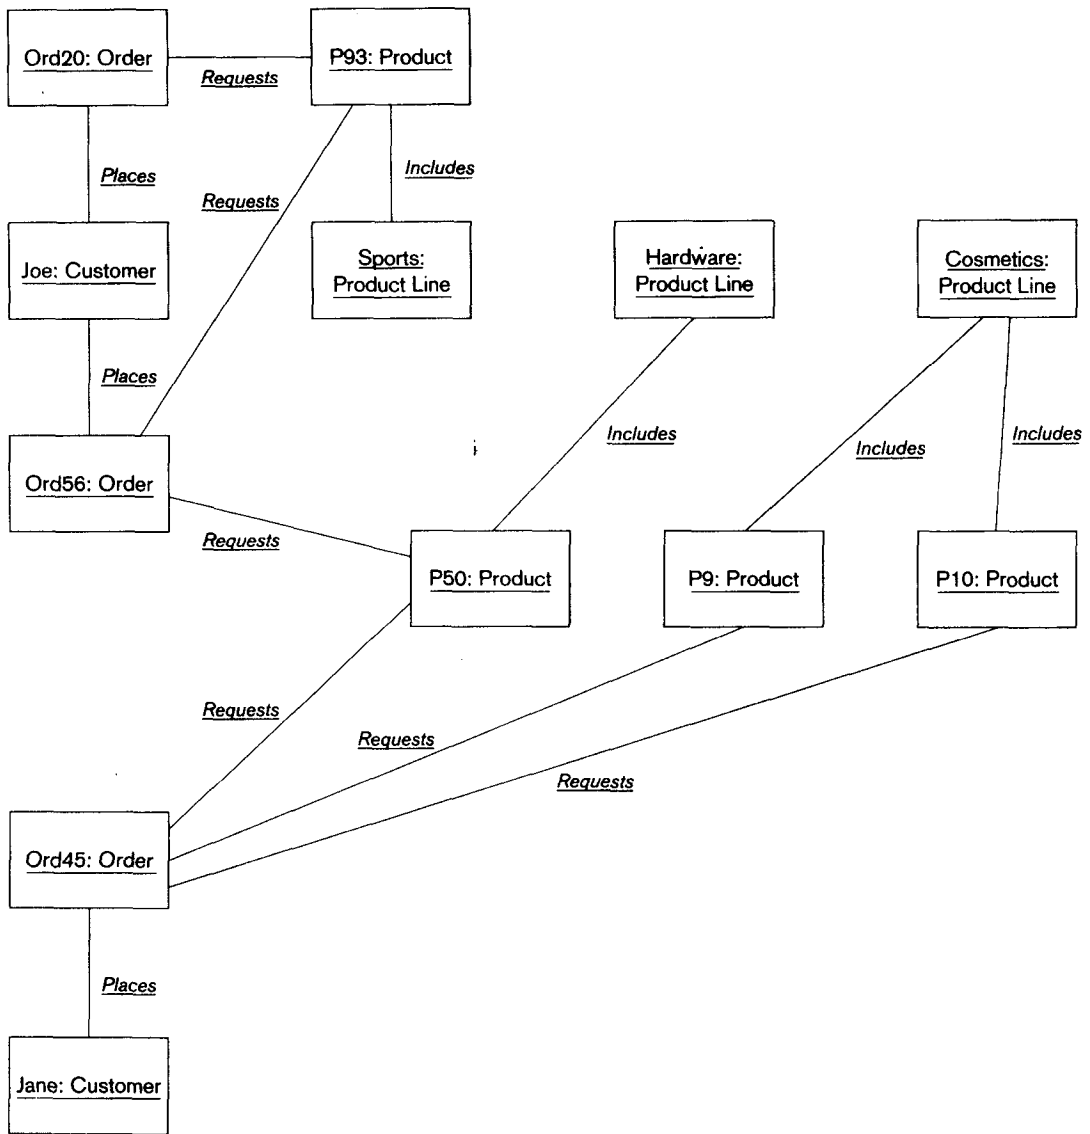 Ord20: Order
P93: Product
Requests
Places
Requests
Includes
Joe: Customer
Sports:
Product Line
Hardware:
Product Line
Cosmetics:
Product Line
Places
Ord56: Order
Includes
Includes
Includes
Requests
P50: Product
P9: Product
P10: Product
Requests
Requests
Requests
Ord45: Order
Places
Jane: Customer